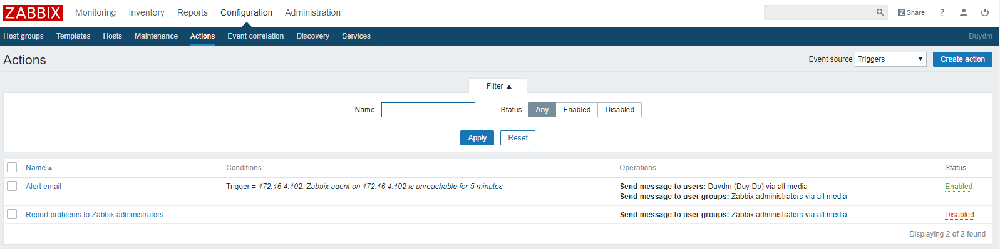 ZABBIX Monitoring Inventory Reports Configuration Administration Z Share ?
Host groups Templates Hosts Maintenance Actions Event correlation Discovery Services Duydm
Actions Event source Triggers Create action
Filter
Name Status Any Enabled Disabled
Apply Reset
Name Conditions Operations Status
Alert email Trigger = 172.16.4.102: Zabbix agent on 172.16.4.102 is unreachable for 5 minutes Send message to users: Duydm (Duy Do) via all media Enabled
Send message to user groups: Zabbix administrators via all media
Report problems to Zabbix administrators Send message to user groups: Zabbix administrators via all media Disabled
Displaying 2 of 2 found